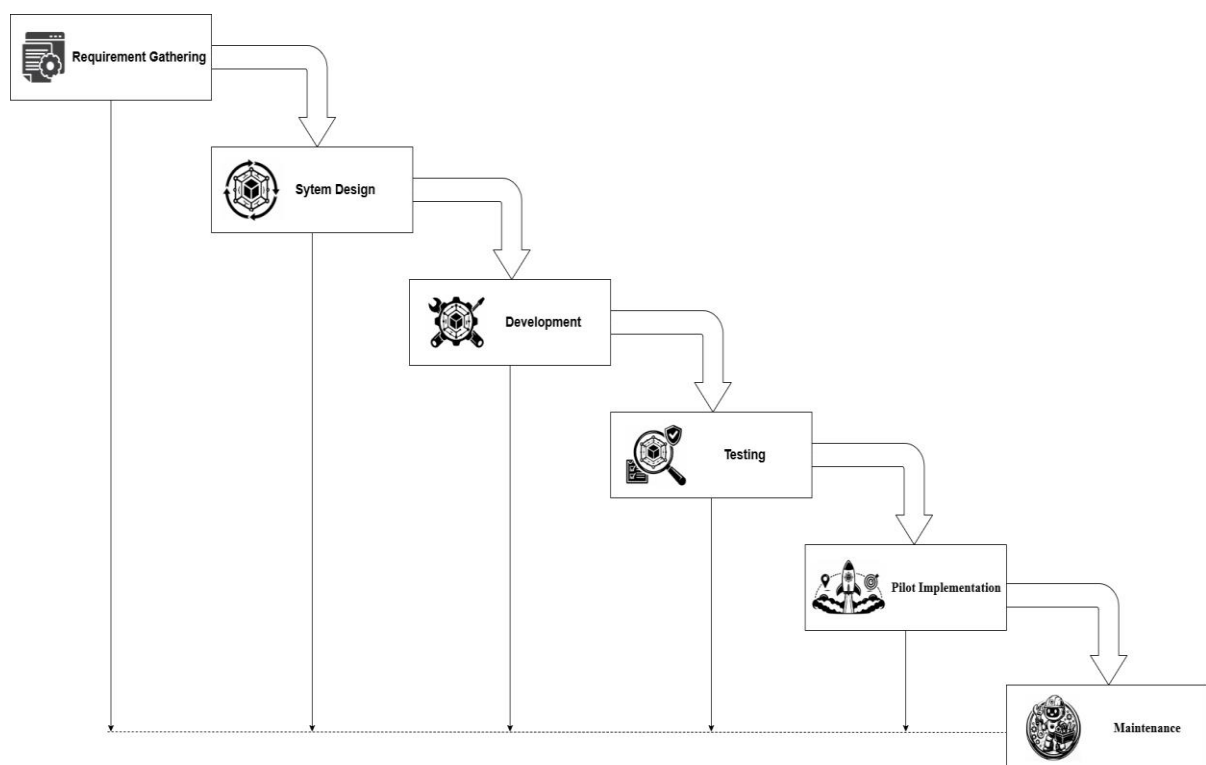 Requirement Gathering
Sytem Design
Development
Testing
Pilot Implementation
Maintenance